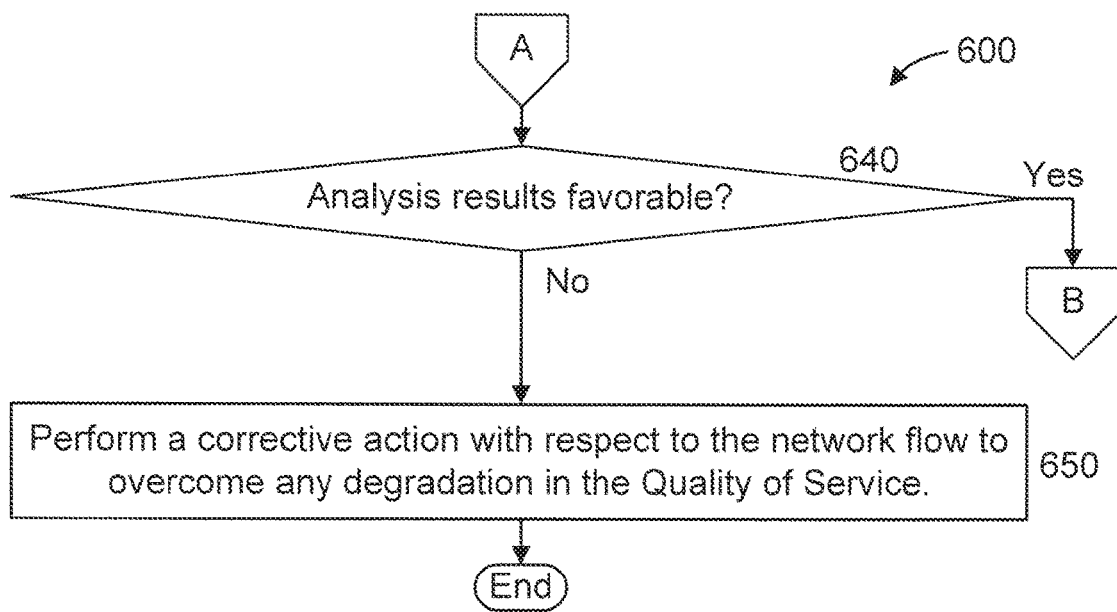 A
600
640
Yes
Analysis results favorable?
No
B
Perform a corrective action with respect to the network flow to
overcome any degradation in the Quality of Service.
650
End